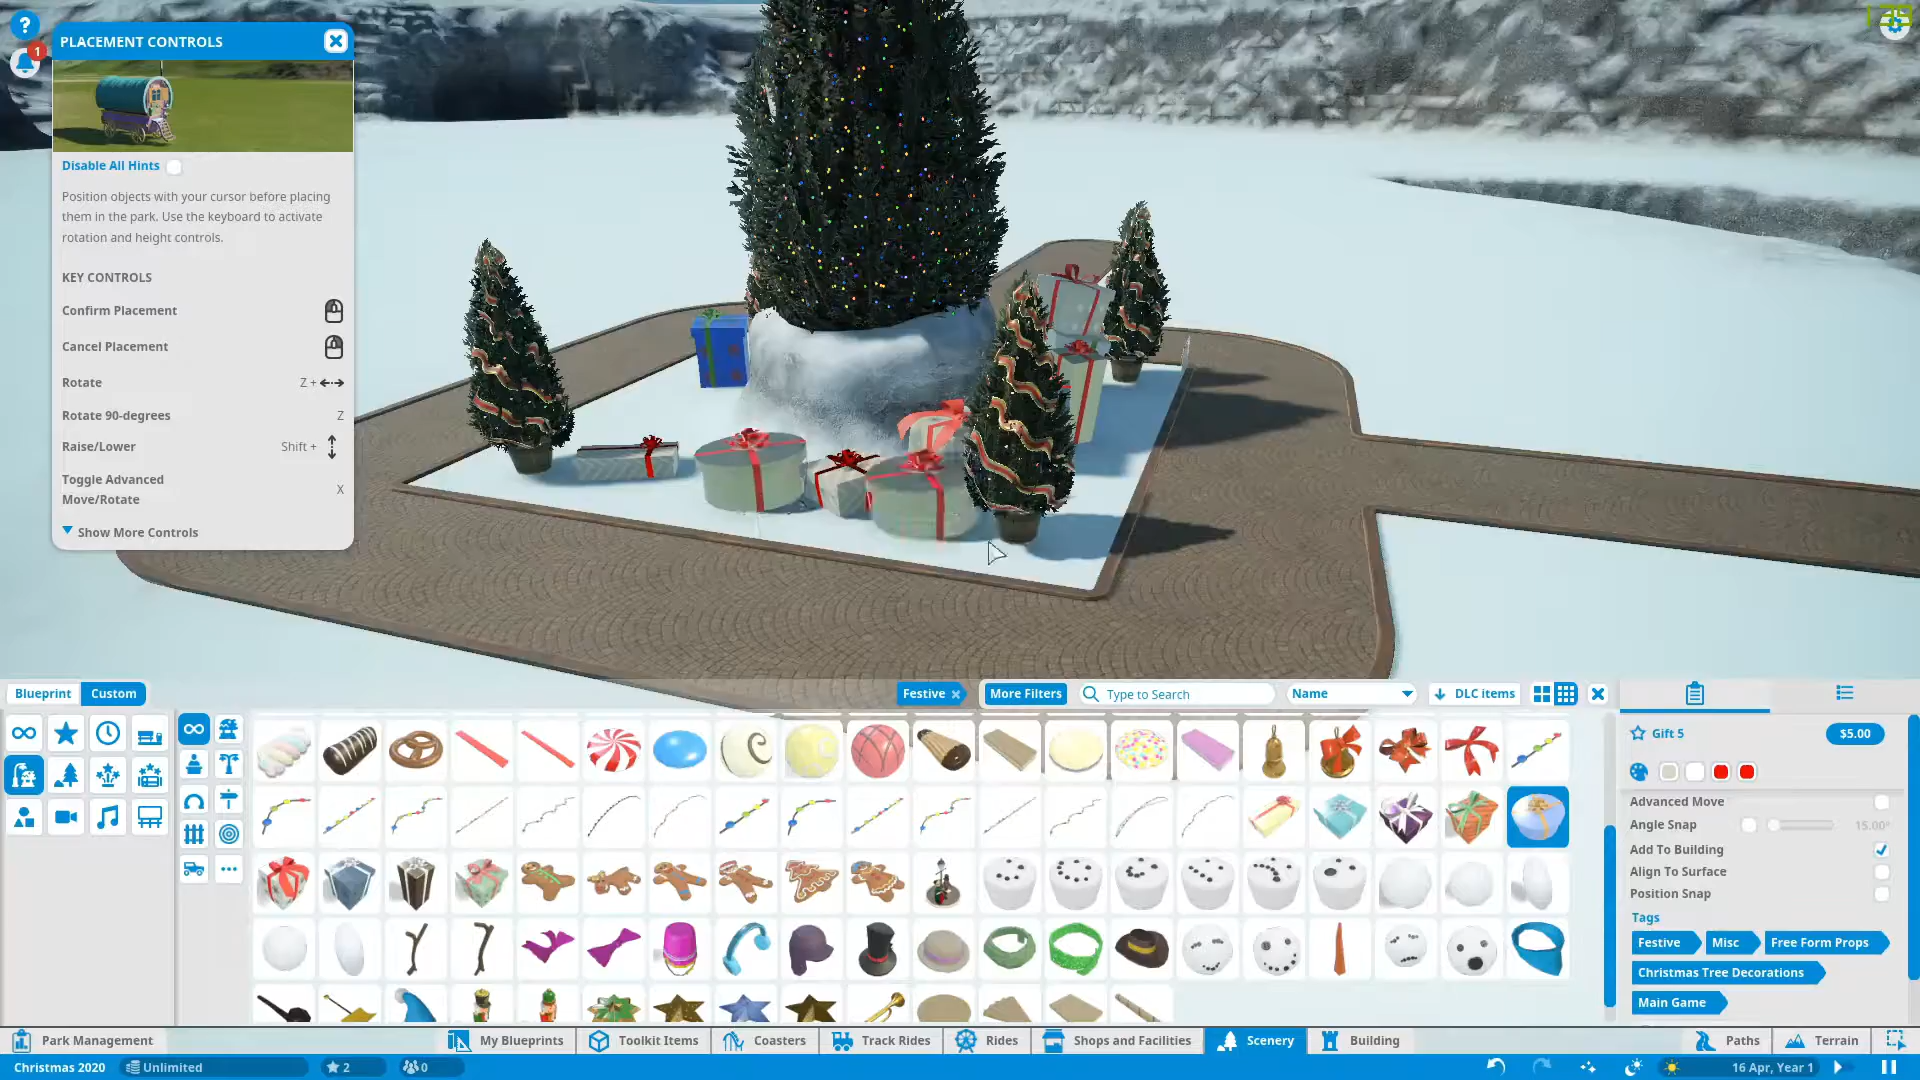 PLACEMENT CONTROLS
1
Disable All Hints
Position objects with your cursor before placing
them in the park. Use the keyboard to activate
rotation and height controls.
KEY CONTROLS
Confirm Placement
Cancel Placement
Rotate Z +
Rotate 90-degrees Z
Raise/Lower Shift +
Toggle Advanced
Move/Rotate X
Show More Controls
Blueprint Custom
Festive More Filters Type to Search Name DLC items
Gift 5 $5.00
Advanced Move
Angle Snap 15.00°
Add To Building
Align To Surface
Position Snap
Tags
Festive Misc Free Form Props
Christmas Tree Decorations
Main Game
Park Management My Blueprints Toolkit Items Coasters Track Rides Rides Shops and Facilities Scenery Building Paths Terrain
Christmas 2020 Unlimited 2 0 16 Apr, Year 1